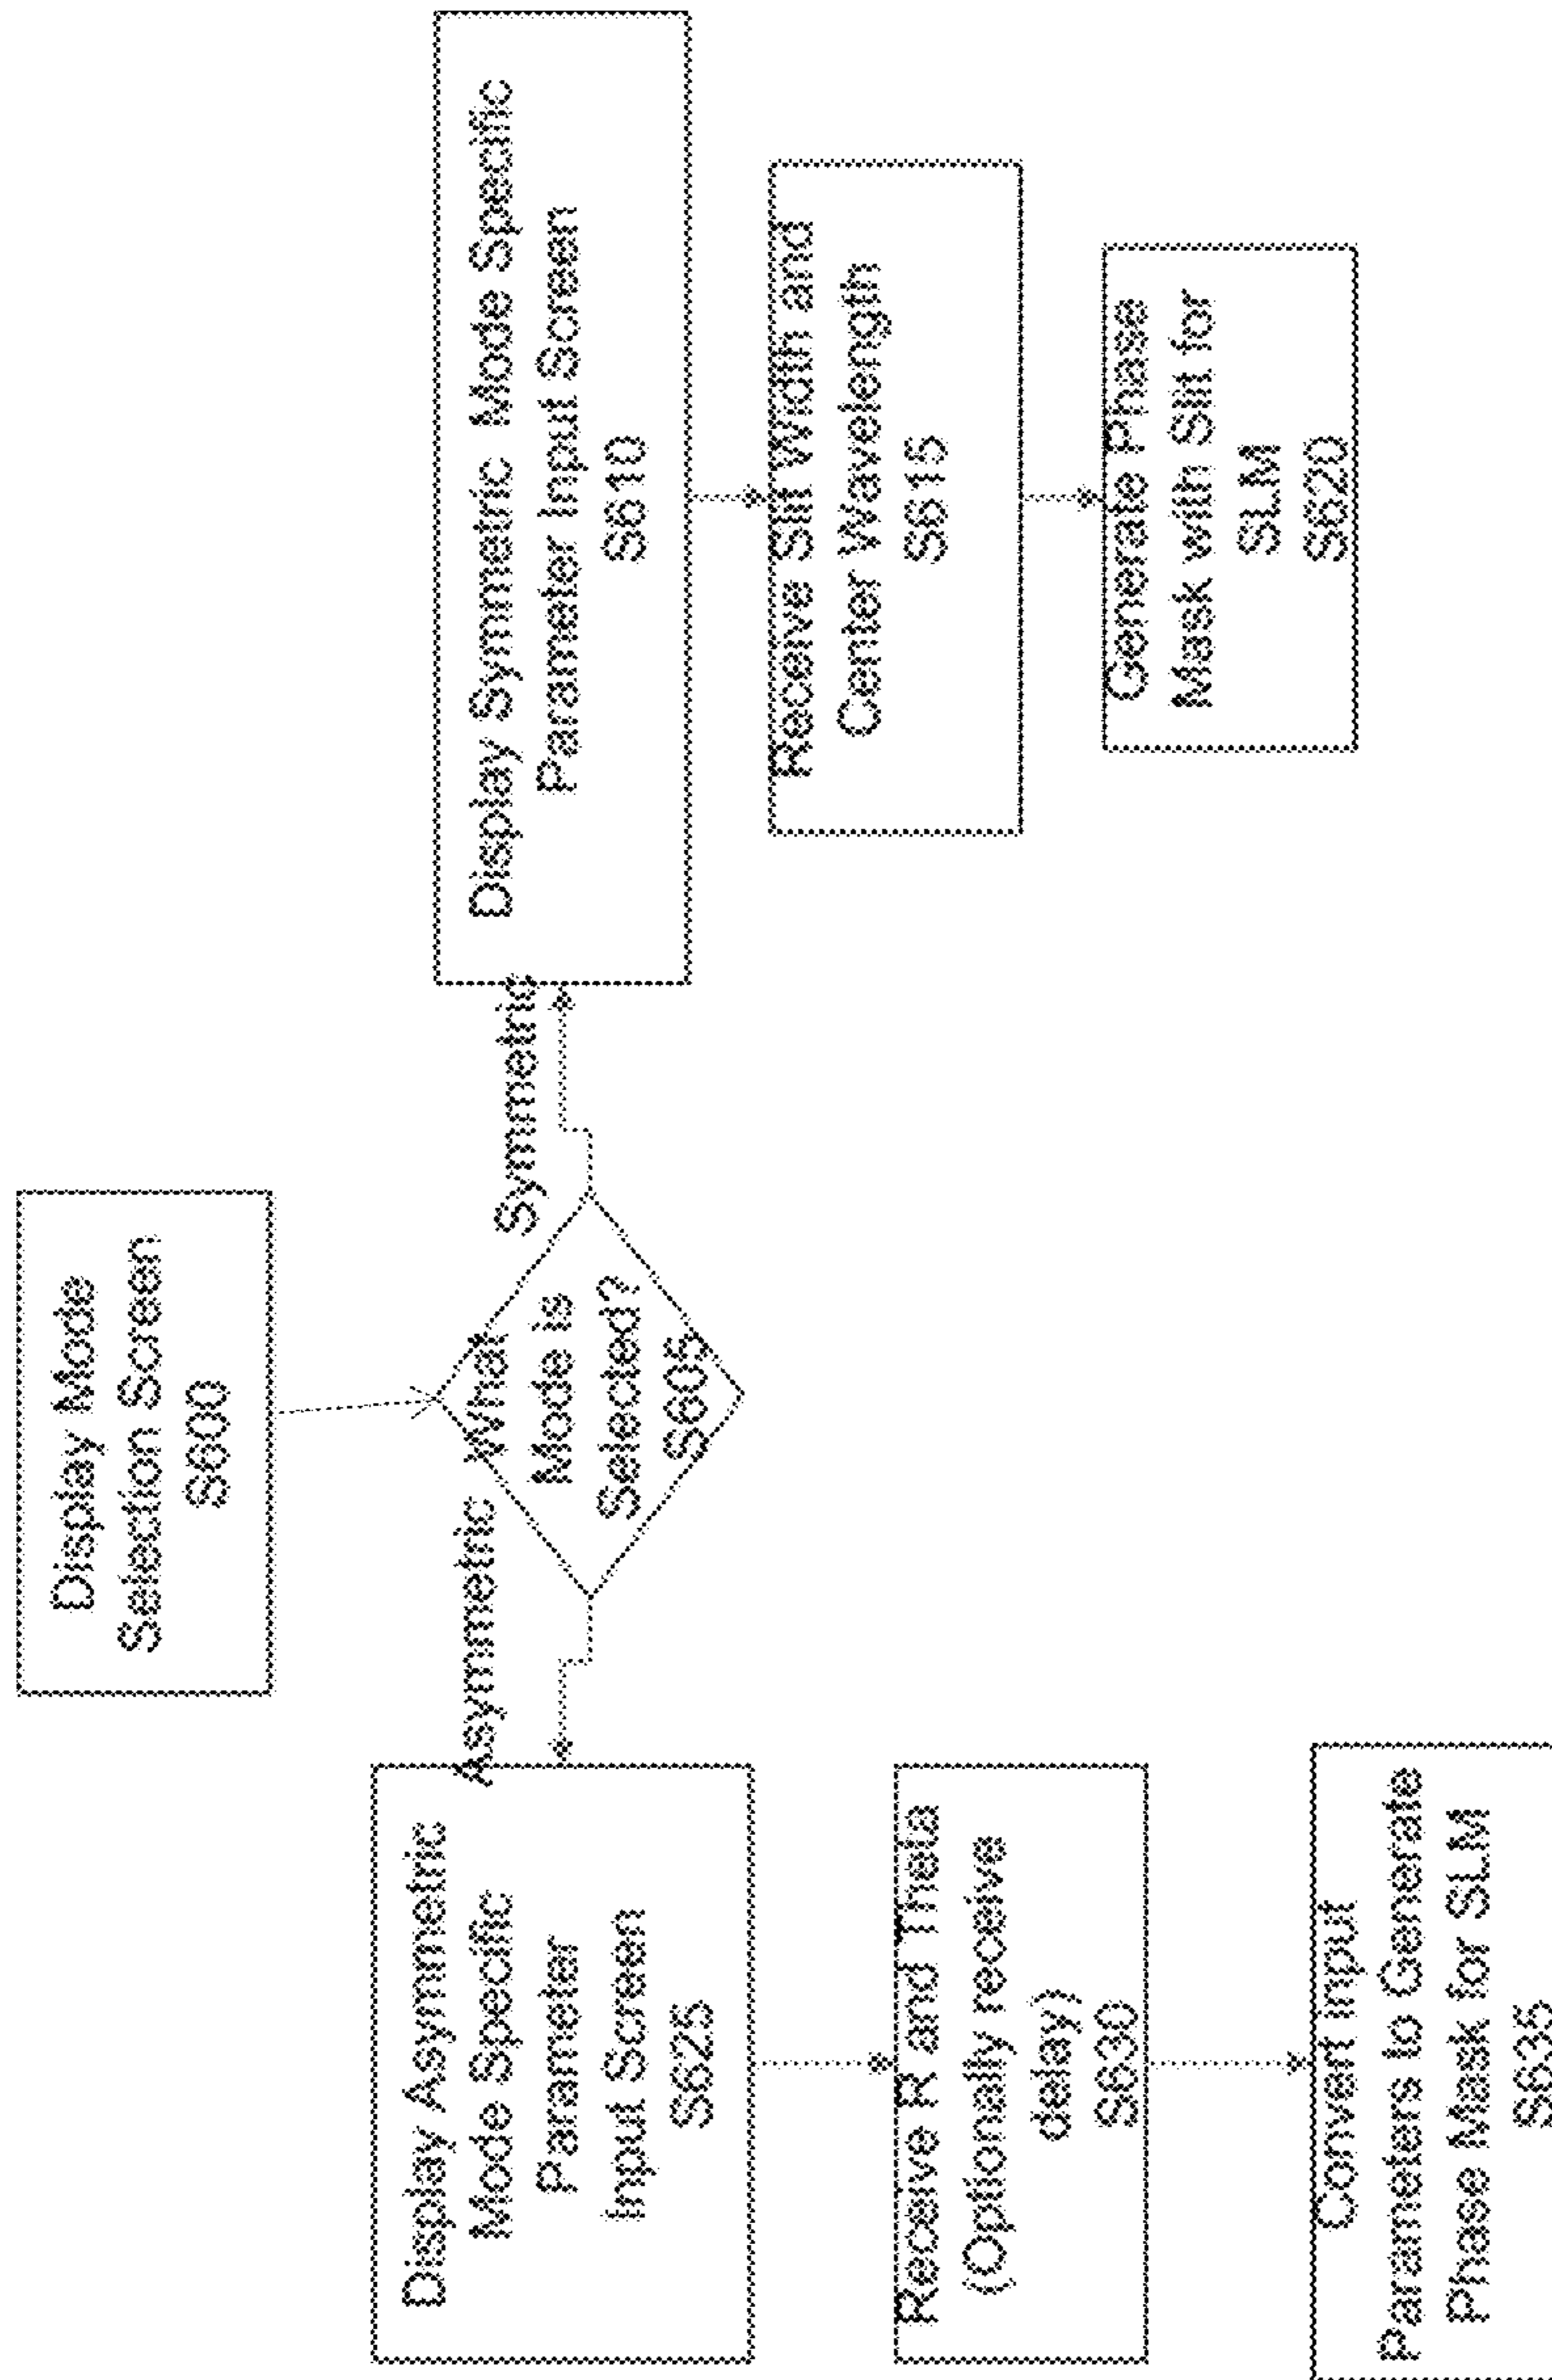 Display Mode
Selection Screen
S600
What
Mode is
Selected?
S605
Symmetric
Display Symmetric Mode Specific
Parameter Input Screen
S610
Receive Slit Width and
Center Wavelength
S615
Generate Phase
Mask with Slit for
SLM
S620
Asymmetric
Display Asymmetric
Mode Specific
Parameter
Input Screen
S625
Receive R and Theta
(Optionally receive
delay)
S630
Convert Input
Parameters to Generate
Phase Mask for SLM
S635